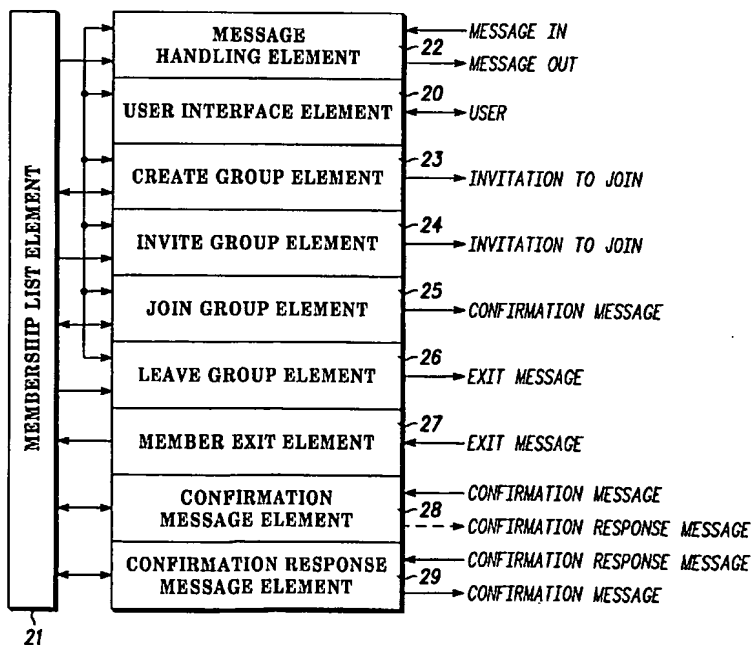 MEMBERSHIP LIST ELEMENT
21
MESSAGE
HANDLING ELEMENT
22
MESSAGE IN
MESSAGE OUT
USER INTERFACE ELEMENT
20
USER
CREATE GROUP ELEMENT
23
INVITATION TO JOIN
INVITE GROUP ELEMENT
24
INVITATION TO JOIN
JOIN GROUP ELEMENT
25
CONFIRMATION MESSAGE
LEAVE GROUP ELEMENT
26
EXIT MESSAGE
MEMBER EXIT ELEMENT
27
EXIT MESSAGE
CONFIRMATION
MESSAGE ELEMENT
28
CONFIRMATION MESSAGE
CONFIRMATION RESPONSE MESSAGE
CONFIRMATION RESPONSE
MESSAGE ELEMENT
29
CONFIRMATION RESPONSE MESSAGE
CONFIRMATION MESSAGE